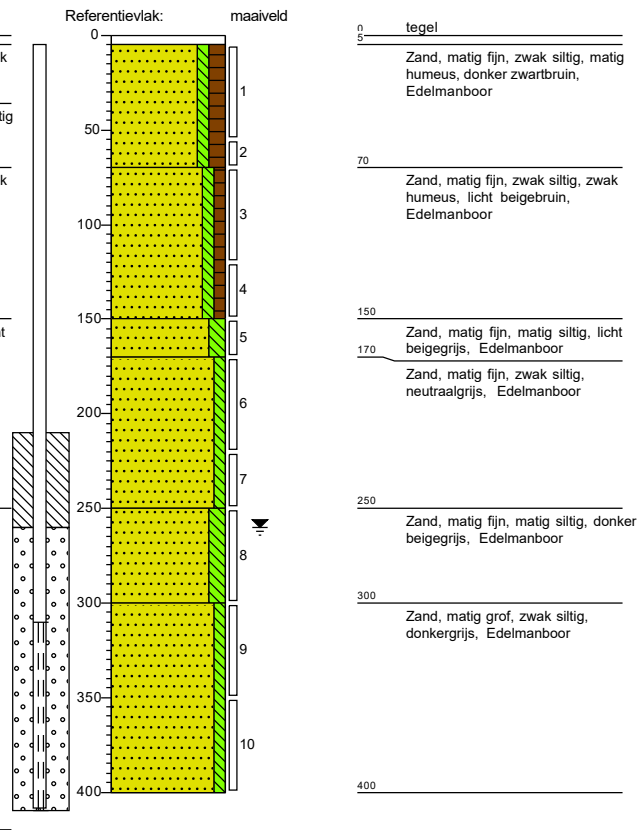 Referentievlak: maaiveld
0
50
100
150
200
250
300
350
400
1
2
3
4
5
6
7
8
9
10
0
tegel
5
Zand, matig fijn, zwak siltig, matig
humeus, donker zwartbruin,
Edelmanboor
70
Zand, matig fijn, zwak siltig, zwak
humeus, licht beigebruin,
Edelmanboor
150
Zand, matig fijn, matig siltig, licht
beigegrijs, Edelmanboor
170
Zand, matig fijn, zwak siltig,
neutraalgrijs, Edelmanboor
250
Zand, matig fijn, matig siltig, donker
beigegrijs, Edelmanboor
300
Zand, matig grof, zwak siltig,
donkergrijs, Edelmanboor
400